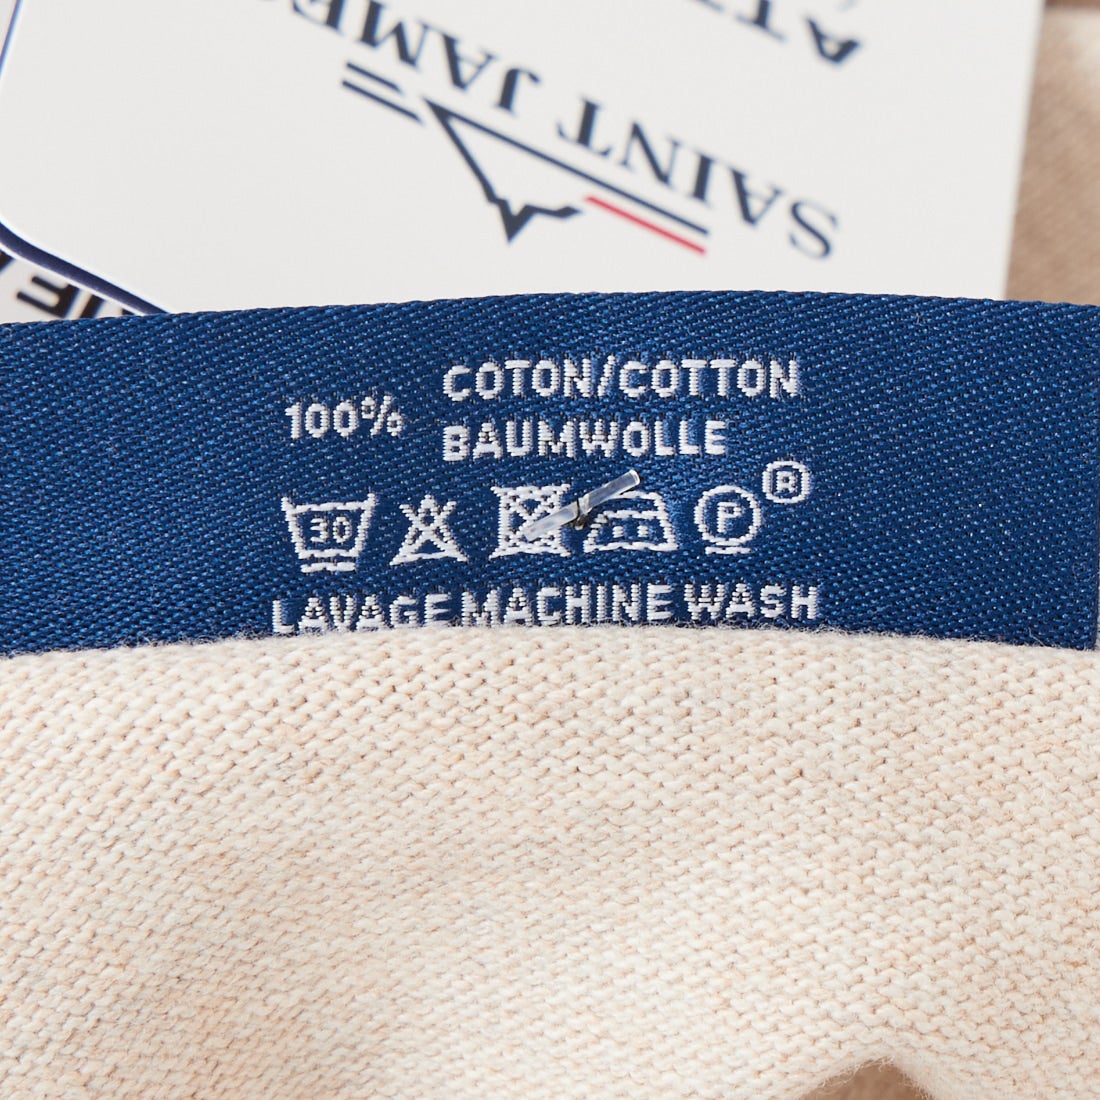 SAINT JAMES
100% COTON/COTTON
BAUMWOLLE
30 P ®
LAVAGE MACHINE WASH